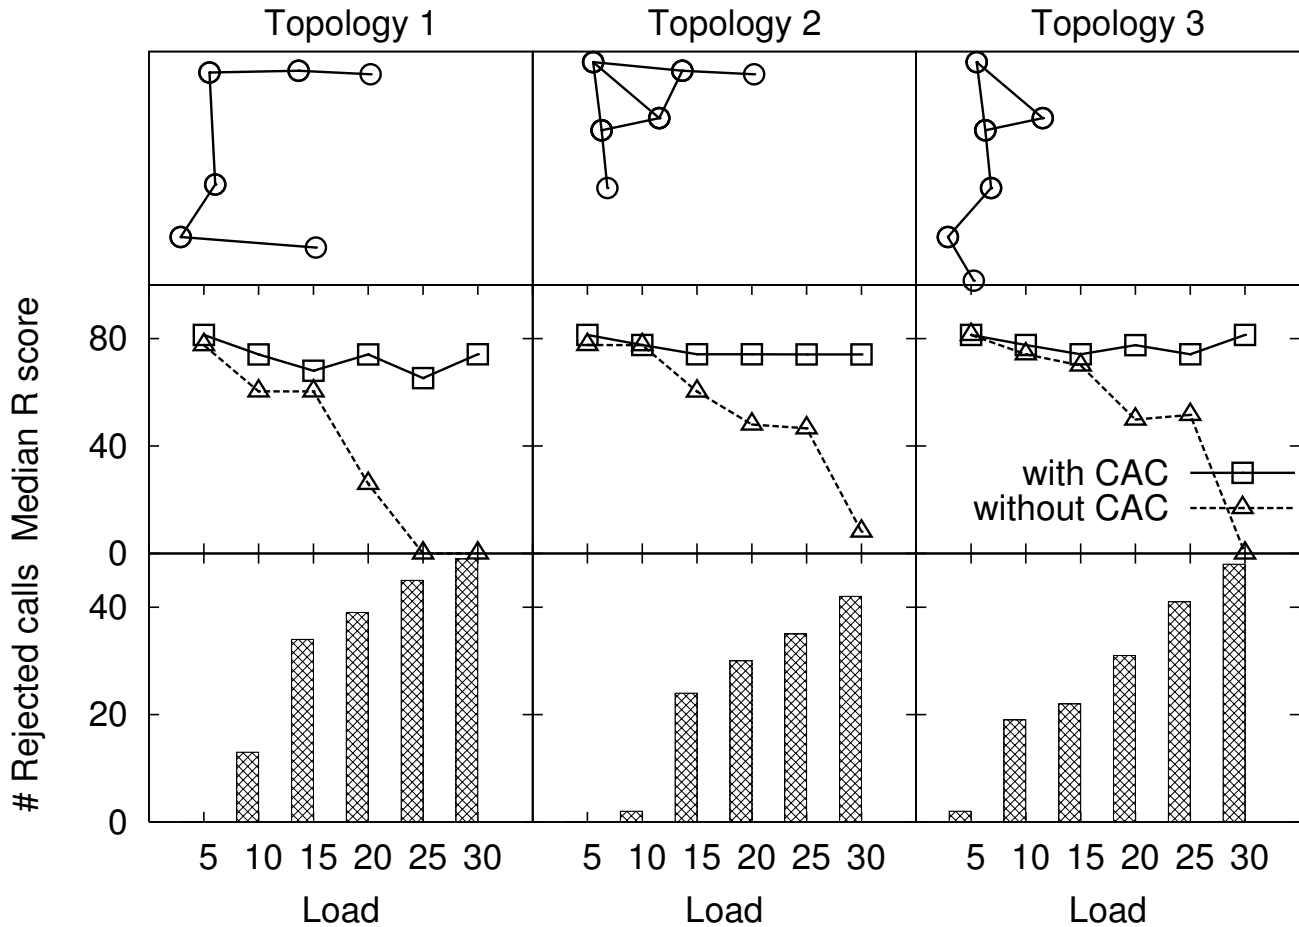 Topology 1 Topology 2 Topology 3
Median R score
80
40
0
with CAC
without CAC
# Rejected calls
40
20
0
5 10 15 20 25 30 5 10 15 20 25 30 5 10 15 20 25 30
Load Load Load